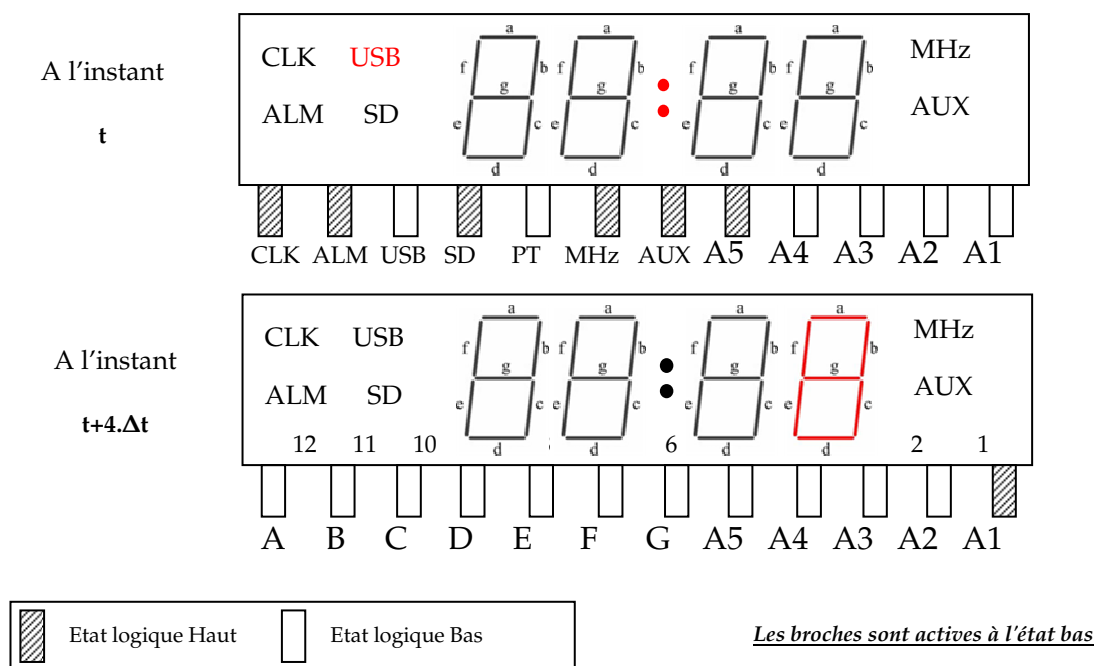 a a a a
CLK USB MHz
A l'instant f b f b f b f b
g g g g
ALM SD AUX
t e c e c e c e c
d d d d
CLK ALM USB SD PT MHz AUX A5 A4 A3 A2 A1
a a a a
CLK USB MHz
f b f b f b f b
A l'instant g g g g
ALM SD AUX
e c e c e c e c
t+4.Δt
12 11 10 d d 6 d d 2 1
A B C D E F G A5 A4 A3 A2 A1
Etat logique Haut Etat logique Bas
Les broches sont actives à l'état bas